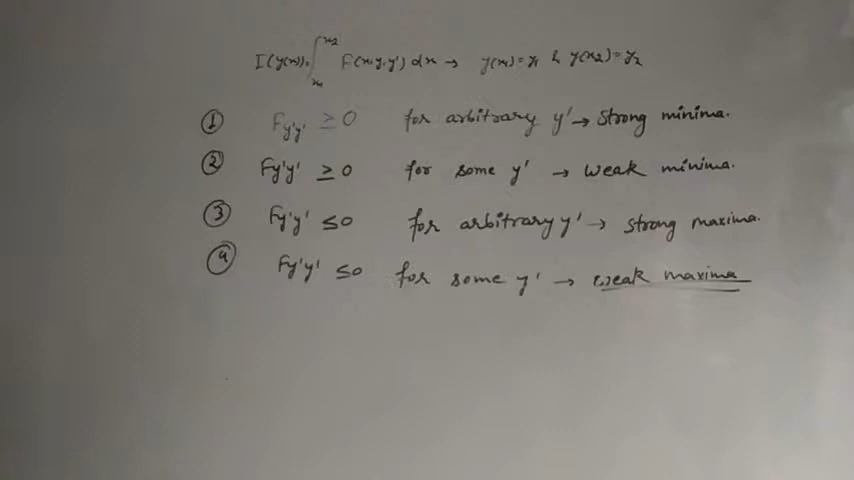 I(y(x)), ∫_{x₁}^{x₂} F(x,y,y') dx → y(x₁)=y₁ & y(x₂)=y₂
① F_{y'y'} ≥ 0 for arbitrary y' → strong minima.
② Fy'y' ≥ 0 for some y' → weak minima.
③ Fy'y' ≤ 0 for arbitrary y' → strong maxima.
④ Fy'y' ≤ 0 for some y' → weak maxima